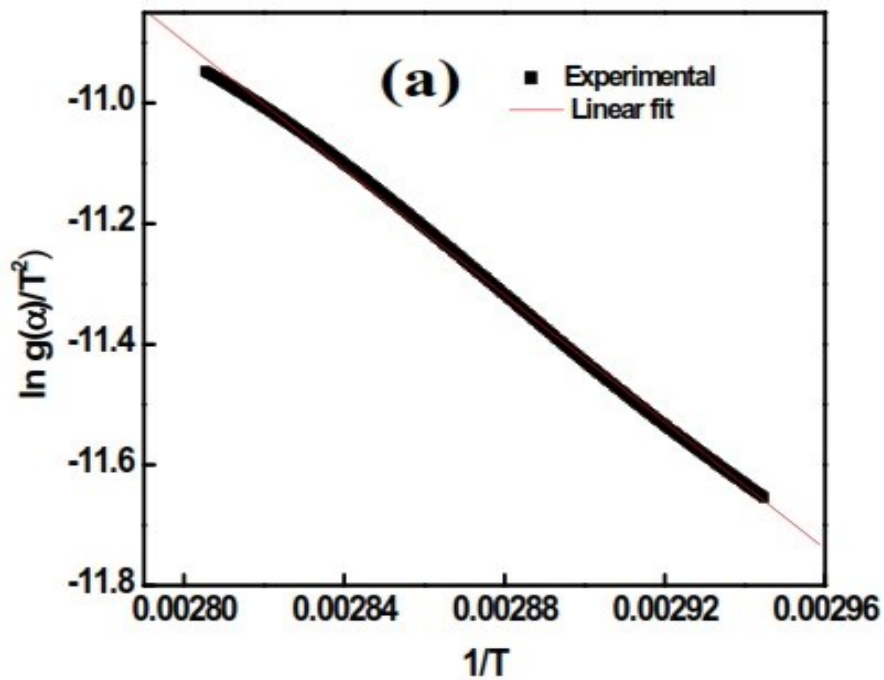 (a)
Experimental
Linear fit
-11.0
-11.2
-11.4
-11.6
-11.8
ln g(α)/T²)
0.00280 0.00284 0.00288 0.00292 0.00296
1/T